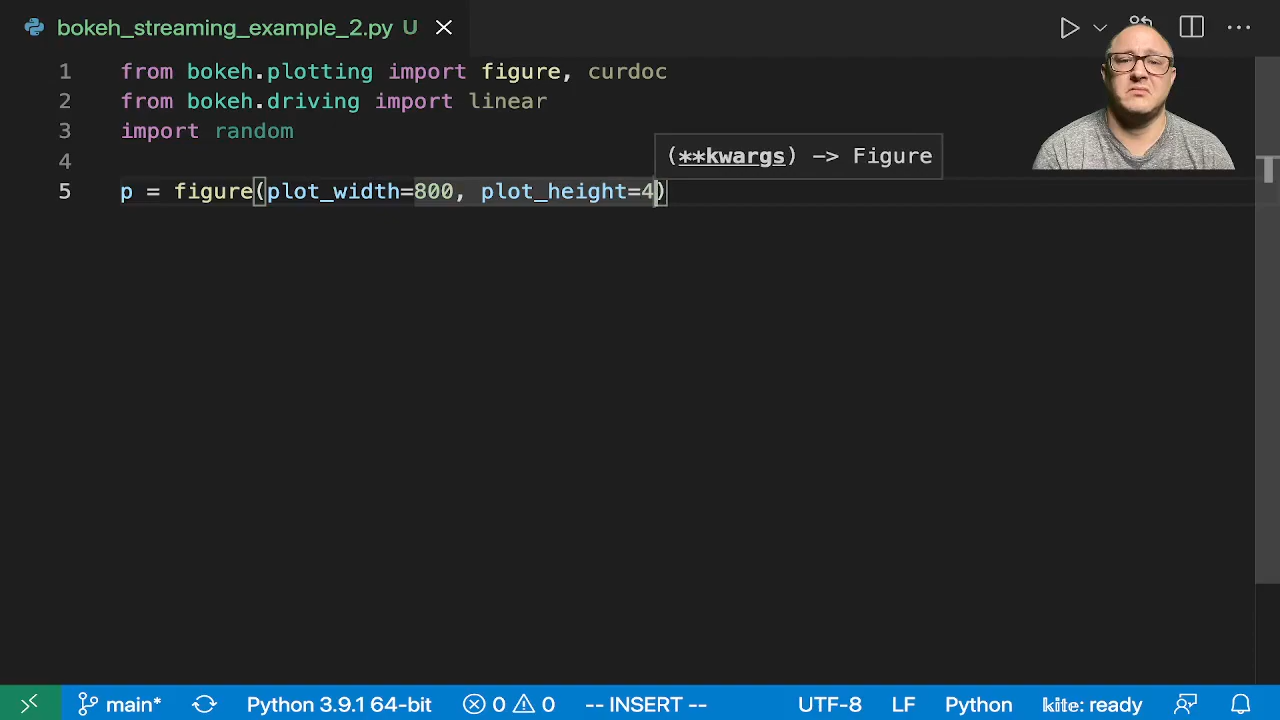 bokeh_streaming_example_2.py U
1 from bokeh.plotting import figure, curdoc
2 from bokeh.driving import linear
3 import random
4
(**kwargs) -> Figure
5 p = figure(plot_width=800, plot_height=4)
main* Python 3.9.1 64-bit 0 0 -- INSERT -- UTF-8 LF Python kite: ready